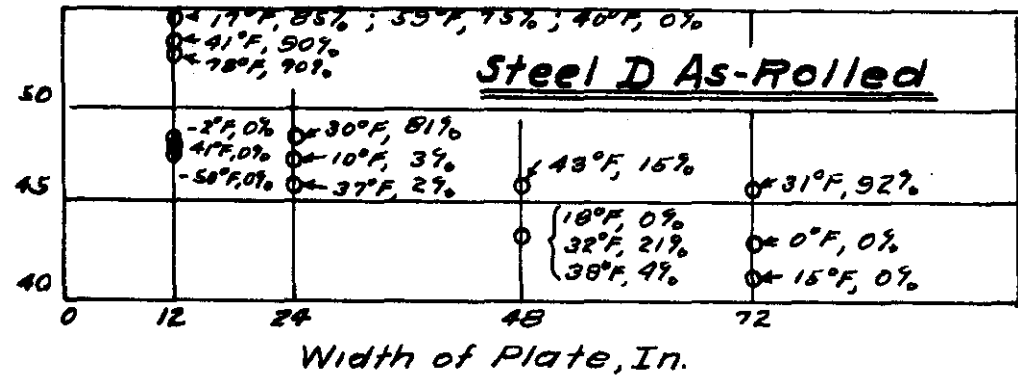 17°F, 85% ; 39°F, 95% ; 40°F, 0%
41°F, 90%
78°F, 90%
Steel D As-Rolled
50
-2°F, 0%
30°F, 81%
41°F, 0%
10°F, 3%
-50°F, 0%
37°F, 2%
43°F, 15%
31°F, 92%
45
18°F, 0%
32°F, 21%
0°F, 0%
38°F, 4%
15°F, 0%
40
0 12 24 48 72
Width of Plate, In.